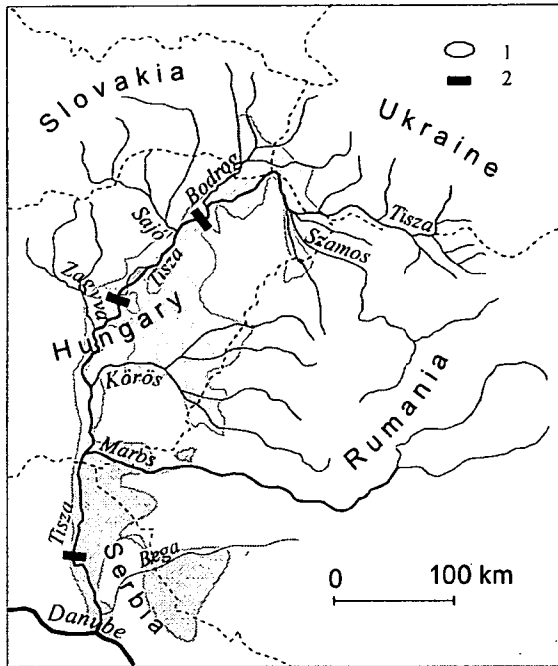 Slovakia
1
2
Ukraine
Bodrog
Sajó
Tisza
Szamos
Tisza
Zagyva
Hungary
Körös
Rumania
Maros
Tisza
Serbia
Bega
0 100 km
Danube